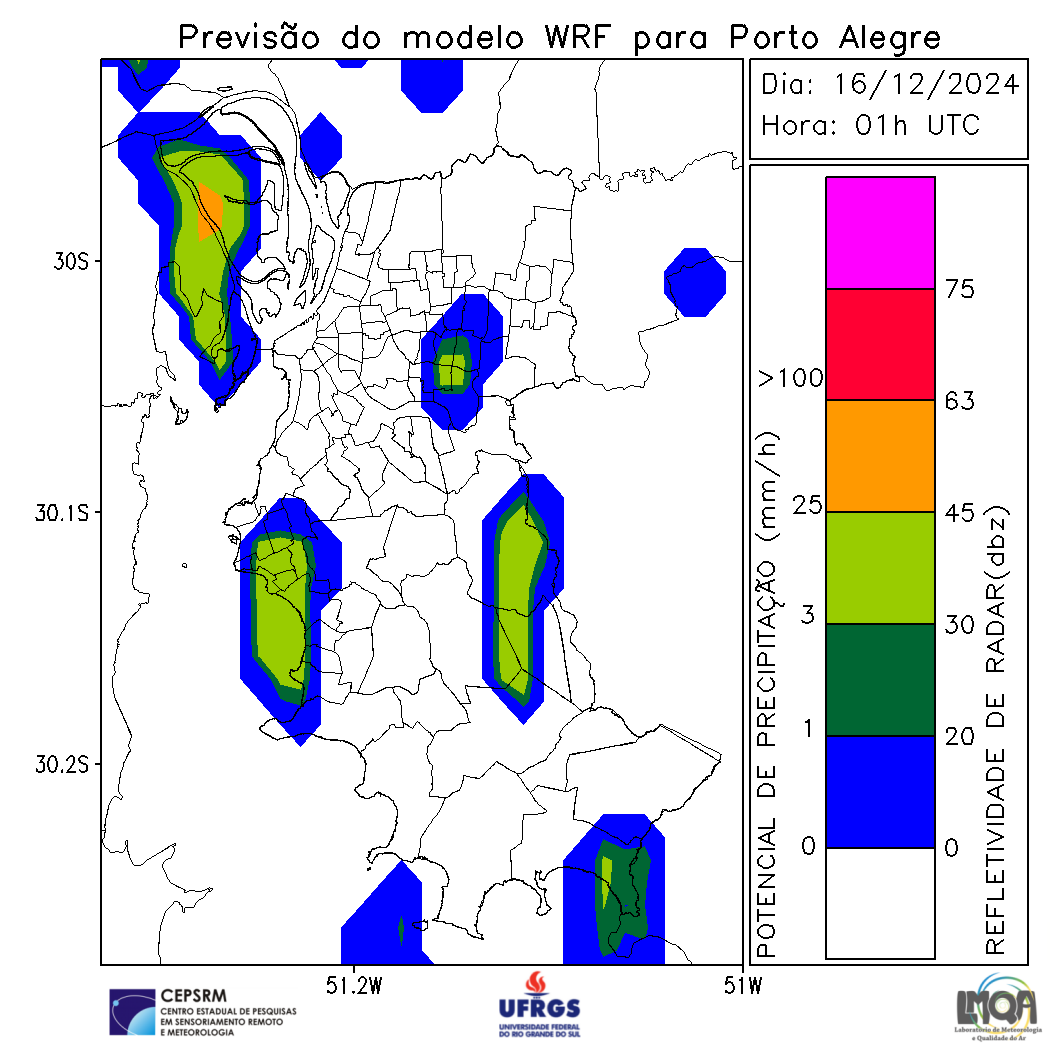 Previsão do modelo WRF para Porto Alegre
Dia: 16/12/2024
Hora: 01h UTC
30S
30.1S
30.2S
51.2W
51W
POTENCIAL DE PRECIPITAÇÃO (mm/h)
>100
25
3
1
0
75
63
45
30
20
0
REFLETIVIDADE DE RADAR(dbz)
CEPSRM
CENTRO ESTADUAL DE PESQUISAS
EM SENSORIAMENTO REMOTO
E METEOROLOGIA
UFRGS
UNIVERSIDADE FEDERAL
DO RIO GRANDE DO SUL
LMQA
Laboratório de Meteorologia
e Qualidade do Ar